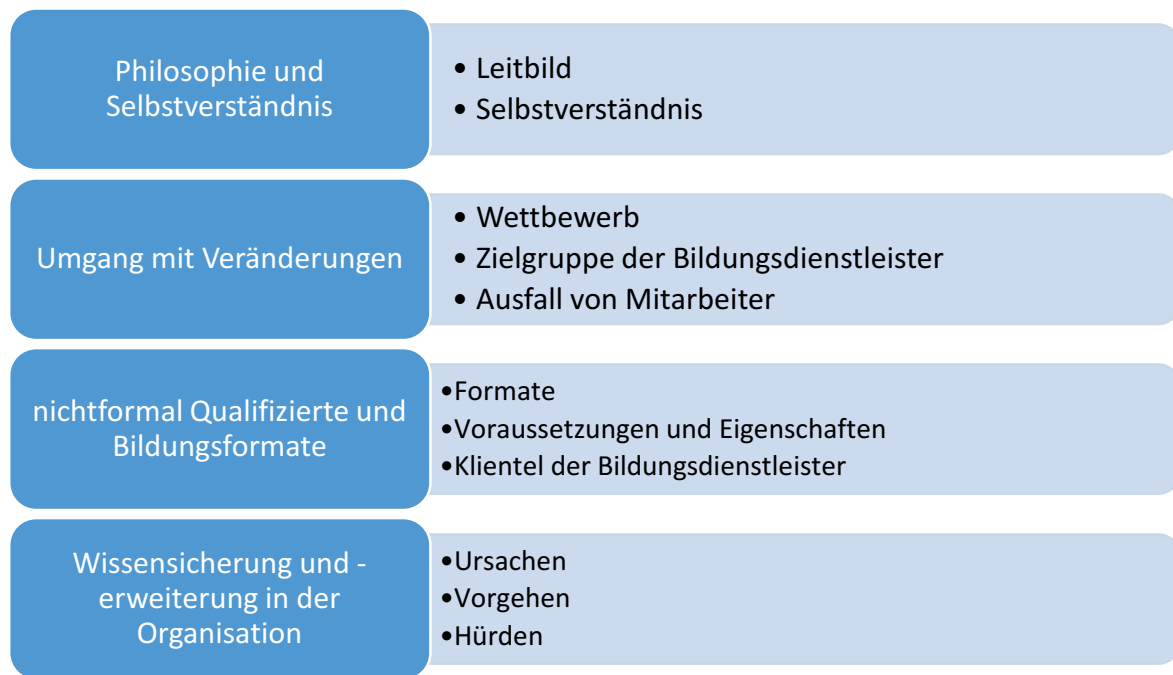 Philosophie und
Selbstverständnis
• Leitbild
• Selbstverständnis
Umgang mit Veränderungen
• Wettbewerb
• Zielgruppe der Bildungsdienstleister
• Ausfall von Mitarbeiter
nichtformal Qualifizierte und
Bildungsformate
•Formate
•Voraussetzungen und Eigenschaften
•Klientel der Bildungsdienstleister
Wissensicherung und -
erweiterung in der
Organisation
•Ursachen
•Vorgehen
•Hürden